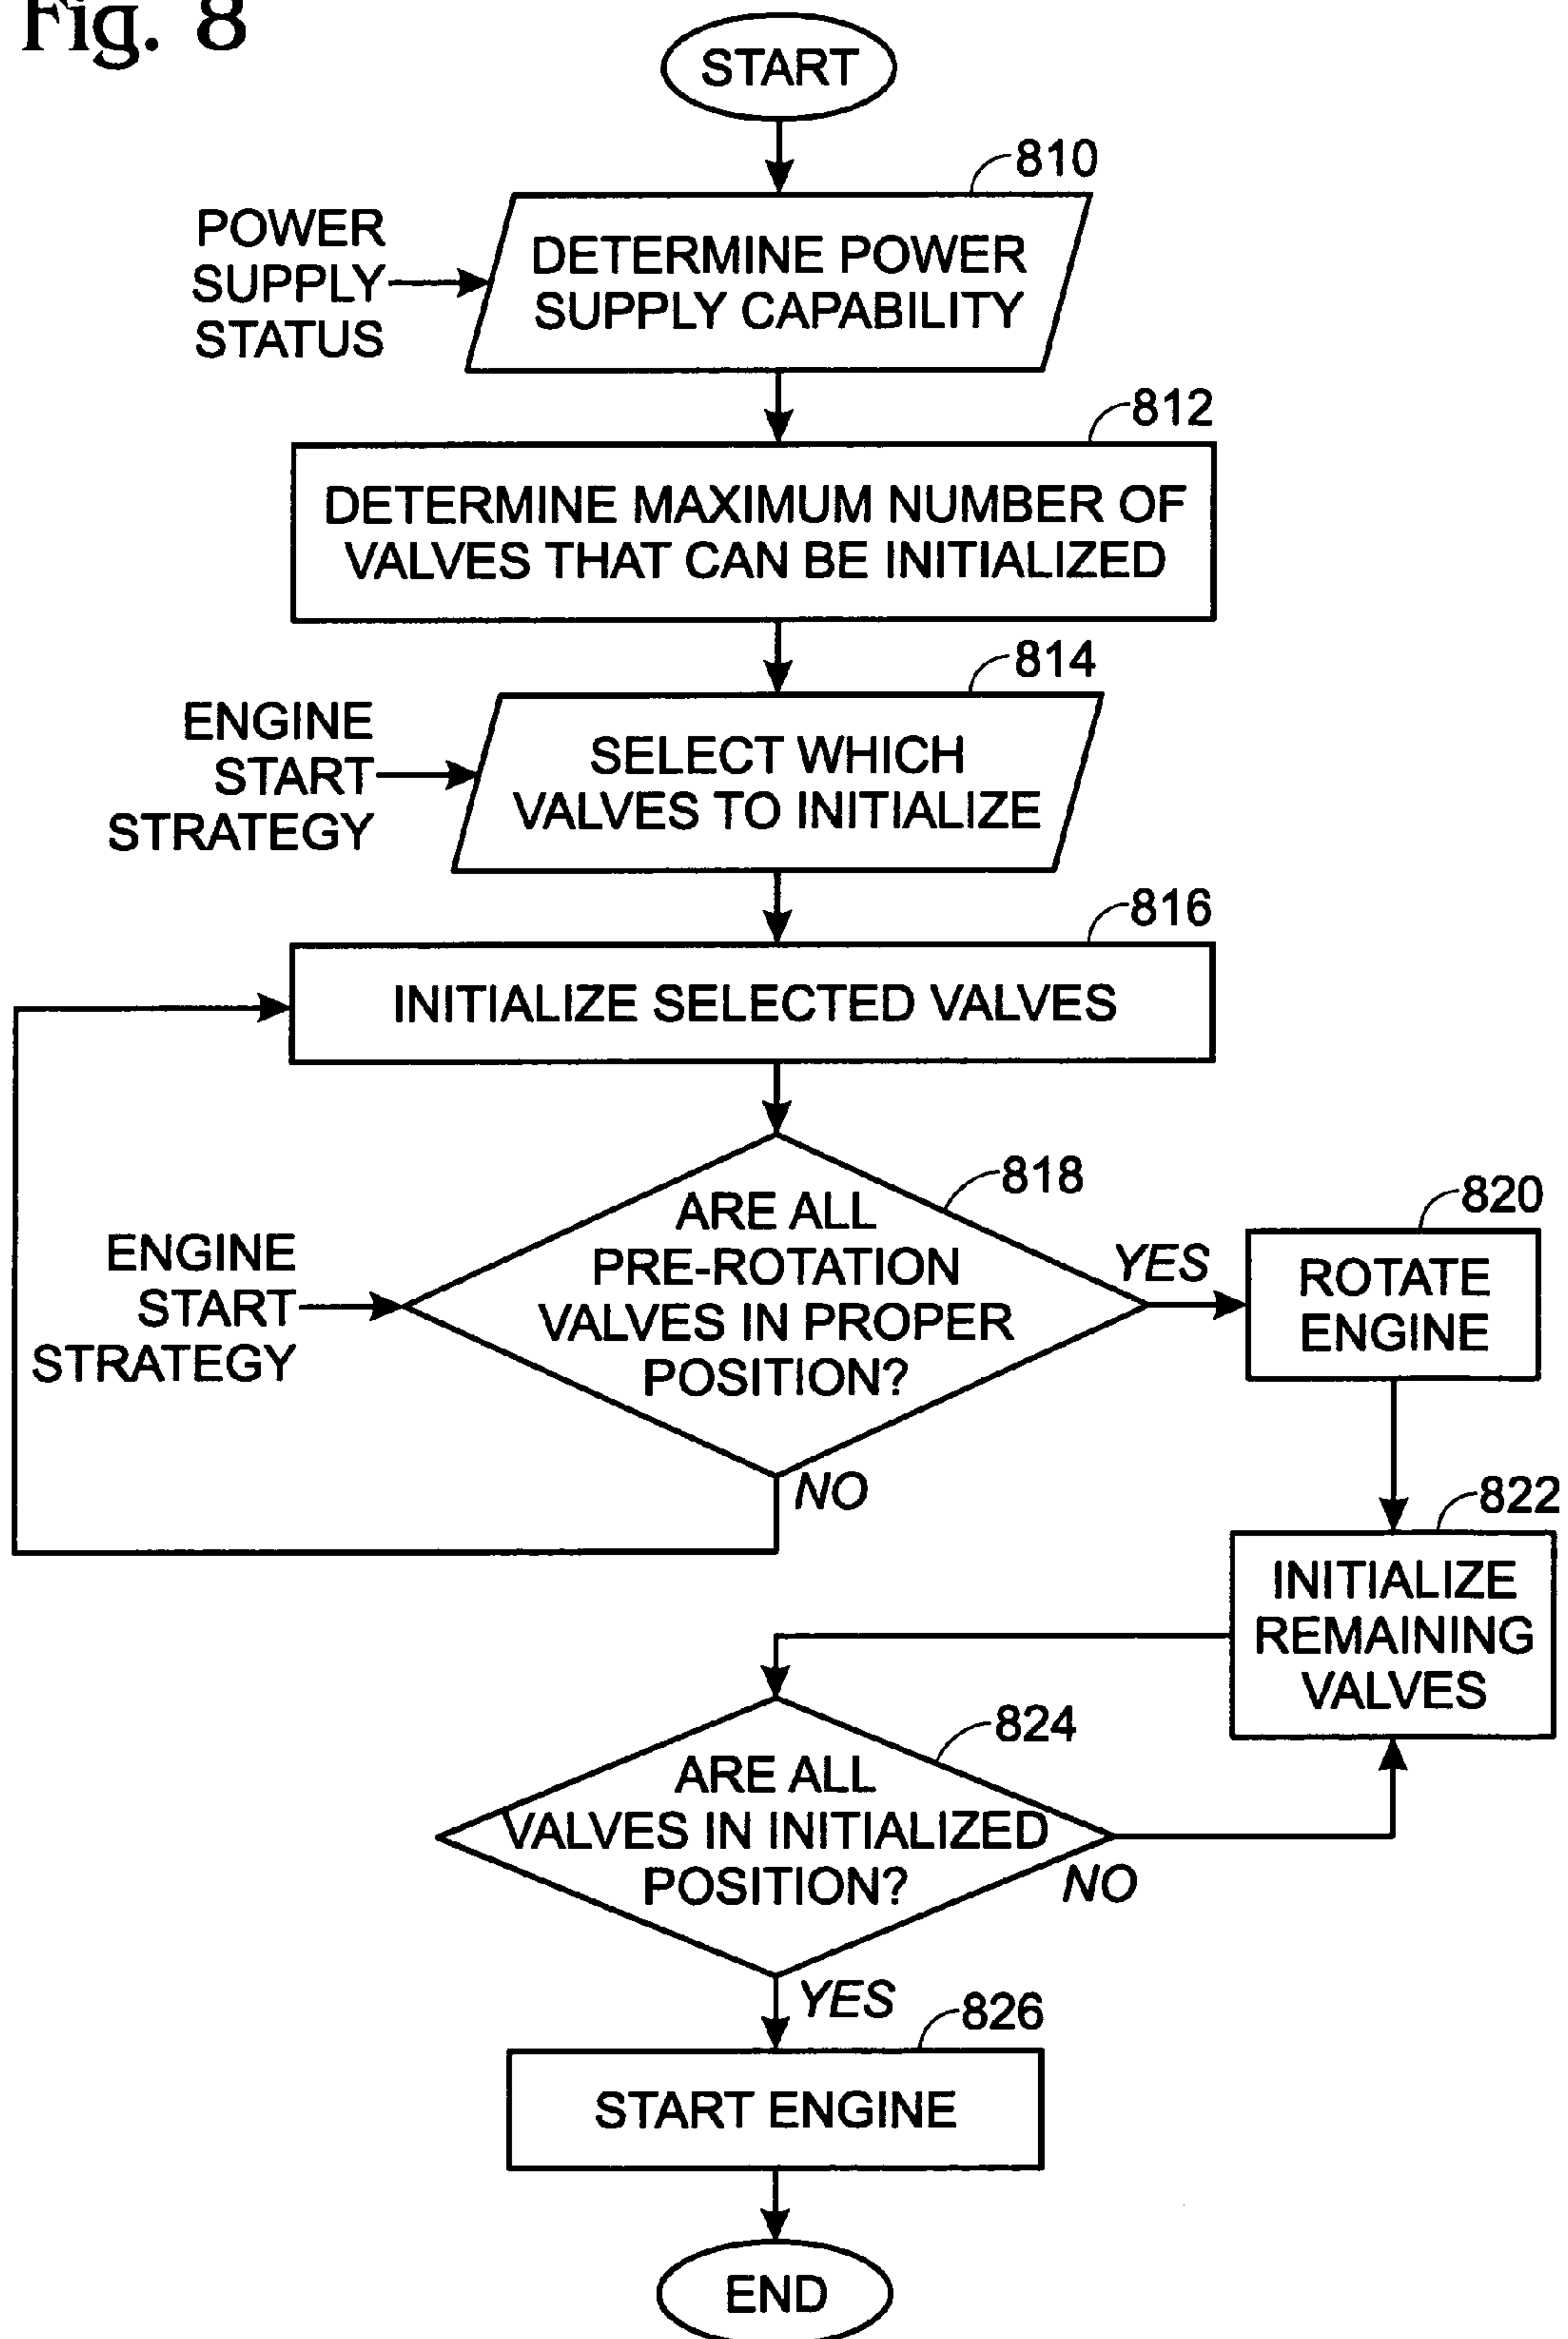 Fig. 8
START
810
POWER
SUPPLY
STATUS
DETERMINE POWER
SUPPLY CAPABILITY
812
DETERMINE MAXIMUM NUMBER OF
VALVES THAT CAN BE INITIALIZED
814
ENGINE
START
STRATEGY
SELECT WHICH
VALVES TO INITIALIZE
816
INITIALIZE SELECTED VALVES
818
ENGINE
START
STRATEGY
ARE ALL
PRE-ROTATION
VALVES IN PROPER
POSITION?
YES
NO
820
ROTATE
ENGINE
822
INITIALIZE
REMAINING
VALVES
824
ARE ALL
VALVES IN INITIALIZED
POSITION?
NO
YES
826
START ENGINE
END